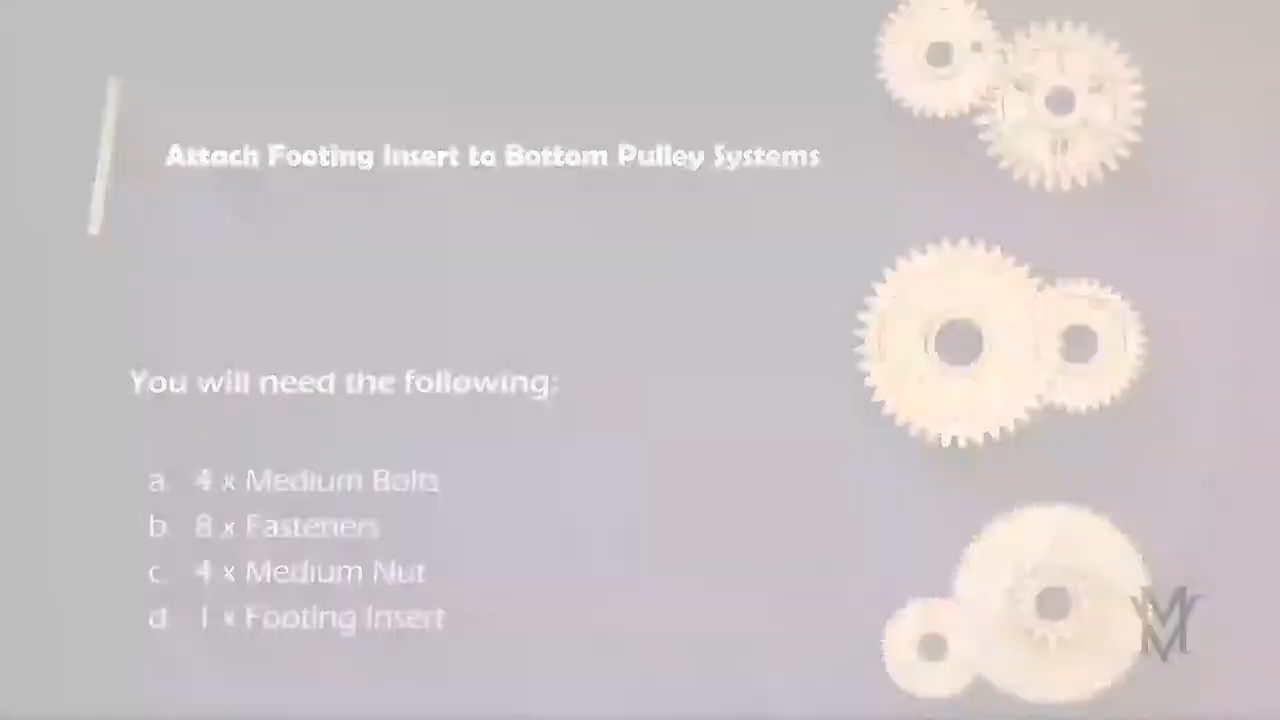 Attach Footing Insert to Bottom Pulley Systems
You will need the following:
a. 4 x Medium Bolts
b. 8 x Fasteners
c. 4 x Medium Nut
d. 1 x Footing Insert